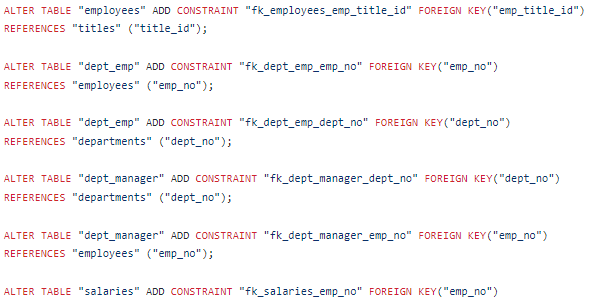 ALTER TABLE "employees" ADD CONSTRAINT "fk_employees_emp_title_id" FOREIGN KEY("emp_title_id")
REFERENCES "titles" ("title_id");
ALTER TABLE "dept_emp" ADD CONSTRAINT "fk_dept_emp_emp_no" FOREIGN KEY("emp_no")
REFERENCES "employees" ("emp_no");
ALTER TABLE "dept_emp" ADD CONSTRAINT "fk_dept_emp_dept_no" FOREIGN KEY("dept_no")
REFERENCES "departments" ("dept_no");
ALTER TABLE "dept_manager" ADD CONSTRAINT "fk_dept_manager_dept_no" FOREIGN KEY("dept_no")
REFERENCES "departments" ("dept_no");
ALTER TABLE "dept_manager" ADD CONSTRAINT "fk_dept_manager_emp_no" FOREIGN KEY("emp_no")
REFERENCES "employees" ("emp_no");
ALTER TABLE "salaries" ADD CONSTRAINT "fk_salaries_emp_no" FOREIGN KEY("emp_no")